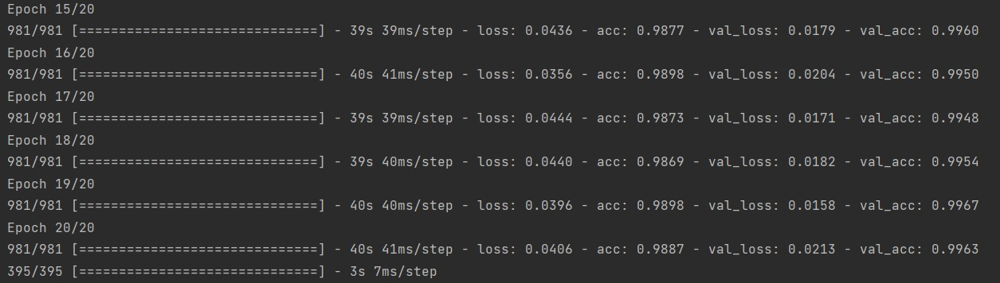 Epoch 15/20
981/981 [==============================] - 39s 39ms/step - loss: 0.0436 - acc: 0.9877 - val_loss: 0.0179 - val_acc: 0.9960
Epoch 16/20
981/981 [==============================] - 40s 41ms/step - loss: 0.0356 - acc: 0.9898 - val_loss: 0.0204 - val_acc: 0.9950
Epoch 17/20
981/981 [==============================] - 39s 39ms/step - loss: 0.0444 - acc: 0.9873 - val_loss: 0.0171 - val_acc: 0.9948
Epoch 18/20
981/981 [==============================] - 39s 40ms/step - loss: 0.0440 - acc: 0.9869 - val_loss: 0.0182 - val_acc: 0.9954
Epoch 19/20
981/981 [==============================] - 40s 40ms/step - loss: 0.0396 - acc: 0.9898 - val_loss: 0.0158 - val_acc: 0.9967
Epoch 20/20
981/981 [==============================] - 40s 41ms/step - loss: 0.0406 - acc: 0.9887 - val_loss: 0.0213 - val_acc: 0.9963
395/395 [==============================] - 3s 7ms/step